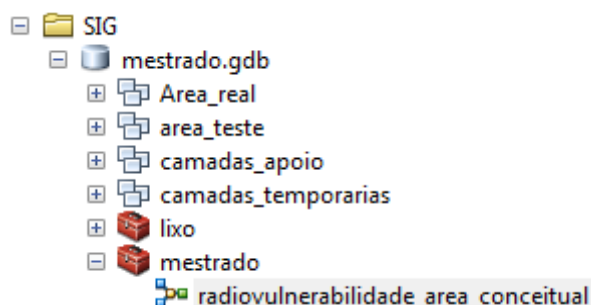 SIG
mestrado.gdb
Area_real
area_teste
camadas_apoio
camadas_temporarias
lixo
mestrado
radiovulnerabilidade_area_conceitual